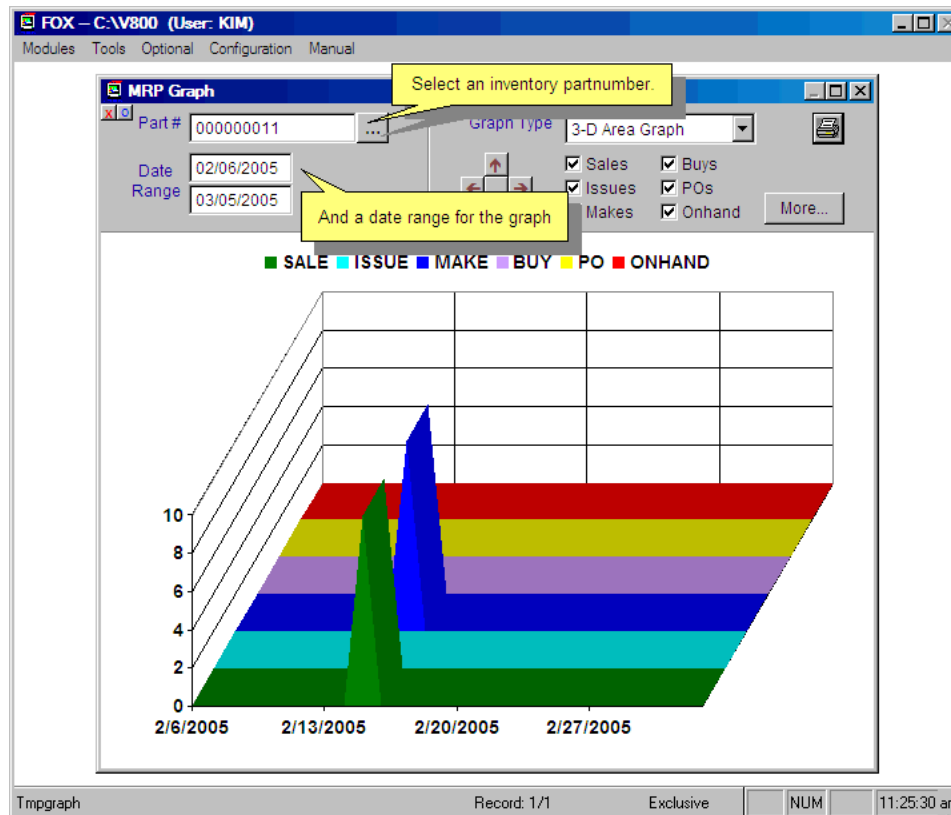 FOX – C:\V800 (User: KIM)
Modules Tools Optional Configuration Manual
MRP Graph
Select an inventory partnumber.
X O
Part # 000000011 ... Graph Type 3-D Area Graph
Date Range 02/06/2005
03/05/2005
Sales Buys
Issues POs
Makes Onhand More...
And a date range for the graph
SALE ISSUE MAKE BUY PO ONHAND
10
8
6
4
2
0
2/6/2005 2/13/2005 2/20/2005 2/27/2005
Tmpgraph Record: 1/1 Exclusive NUM 11:25:30